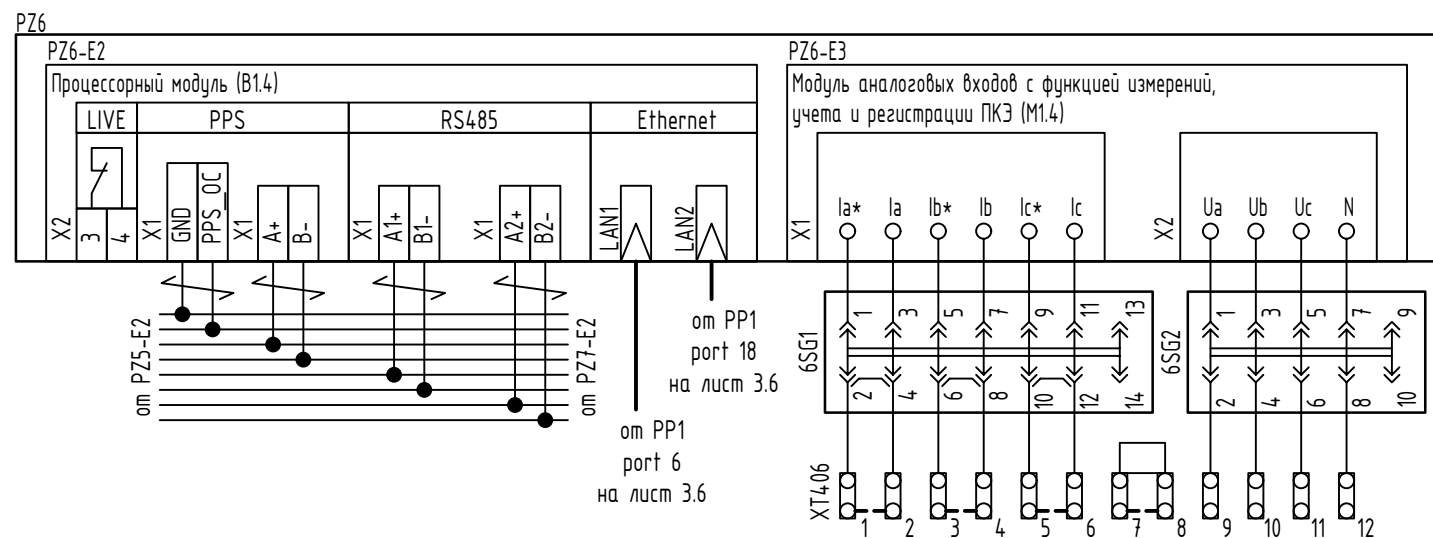 PZ6
PZ6-E2
Процессорный модуль (В1.4)
LIVE PPS RS485 Ethernet
X2 3 4 X1 GND PPS_OC X1 A+ B- X1 A1+ B1- X1 A2+ B2- LAN1 LAN2
от PZ5-E2
от PZ7-E2
от PP1
port 6
на лист 3.6
от PP1
port 18
на лист 3.6
PZ6-E3
Модуль аналоговых входов с функцией измерений,
учета и регистрации ПКЭ (М1.4)
X1 Ia* Ia Ib* Ib Ic* Ic
X2 Ua Ub Uc N
6SG1
1 3 5 7 9 11 13
2 4 6 8 10 12 14
6SG2
1 3 5 7 9
2 4 6 8 10
XT406
1 2 3 4 5 6 7 8 9 10 11 12